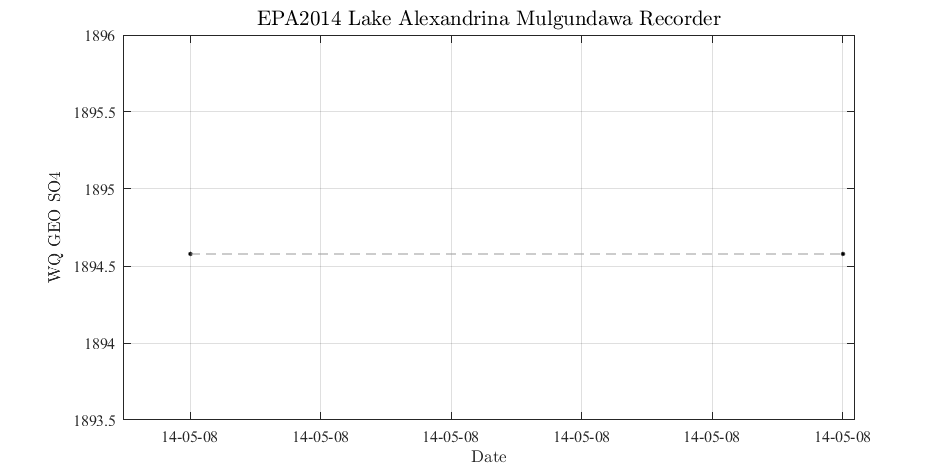 EPA2014 Lake Alexandrina Mulgundawa Recorder
1896
1895.5
1895
1894.5
1894
1893.5
WQ GEO SO4
14-05-08 14-05-08 14-05-08 14-05-08 14-05-08 14-05-08
Date